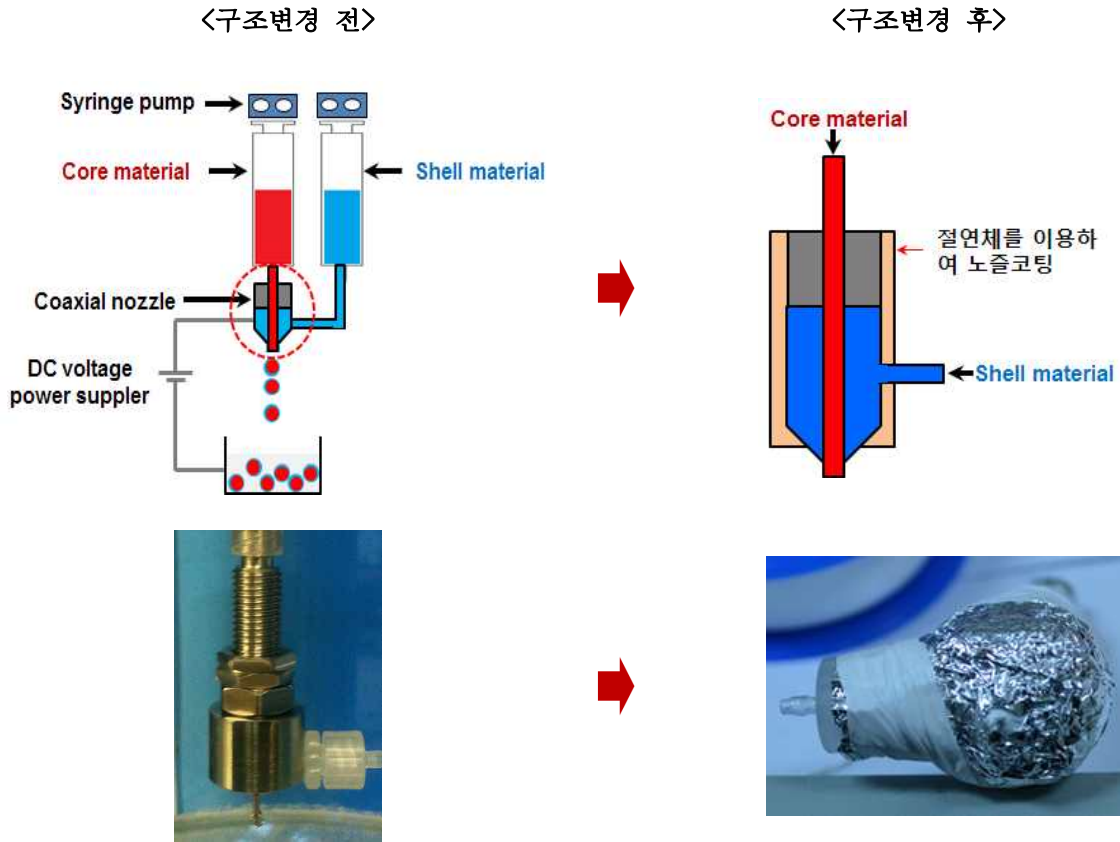 <구조변경 전>
<구조변경 후>
Syringe pump
Core material
Shell material
Coaxial nozzle
DC voltage
power suppler
Core material
절연체를 이용하
여 노즐코팅
Shell material